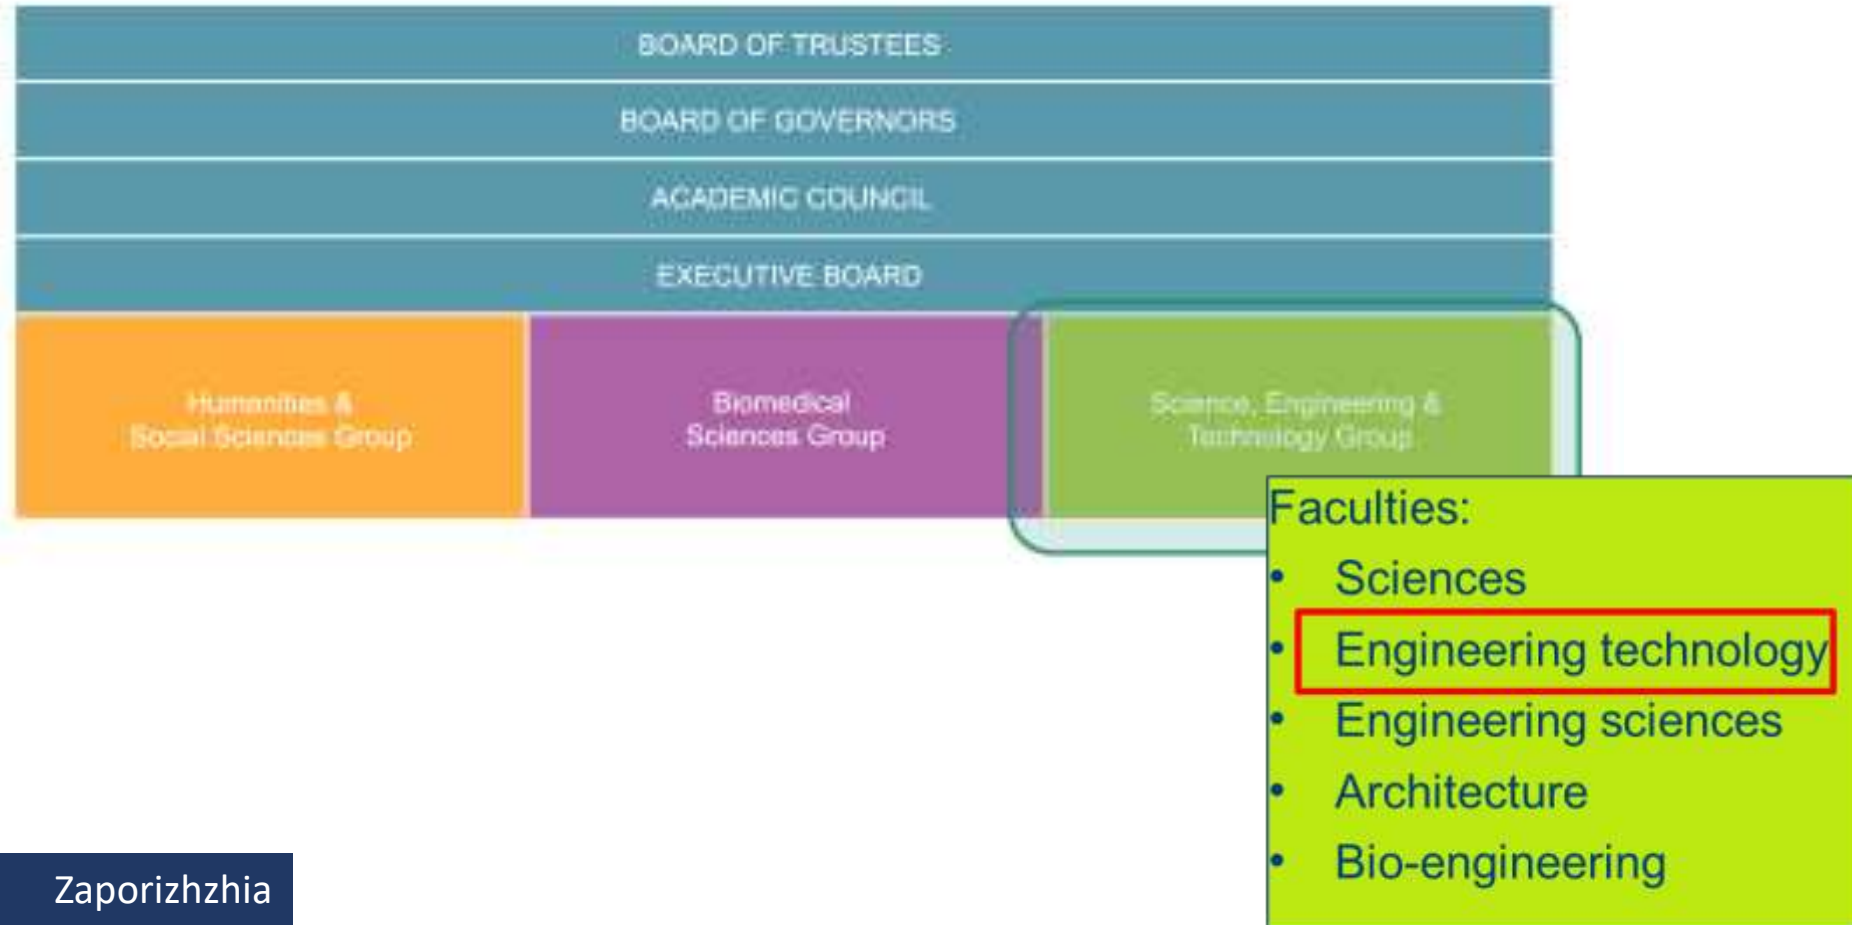 BOARD OF TRUSTEES
BOARD OF GOVERNORS
ACADEMIC COUNCIL
EXECUTIVE BOARD
Humanities &
Social Sciences Group
Biomedical
Sciences Group
Science, Engineering &
Technology Group
Faculties:
• Sciences
• Engineering technology
• Engineering sciences
• Architecture
• Bio-engineering
Zaporizhzhia